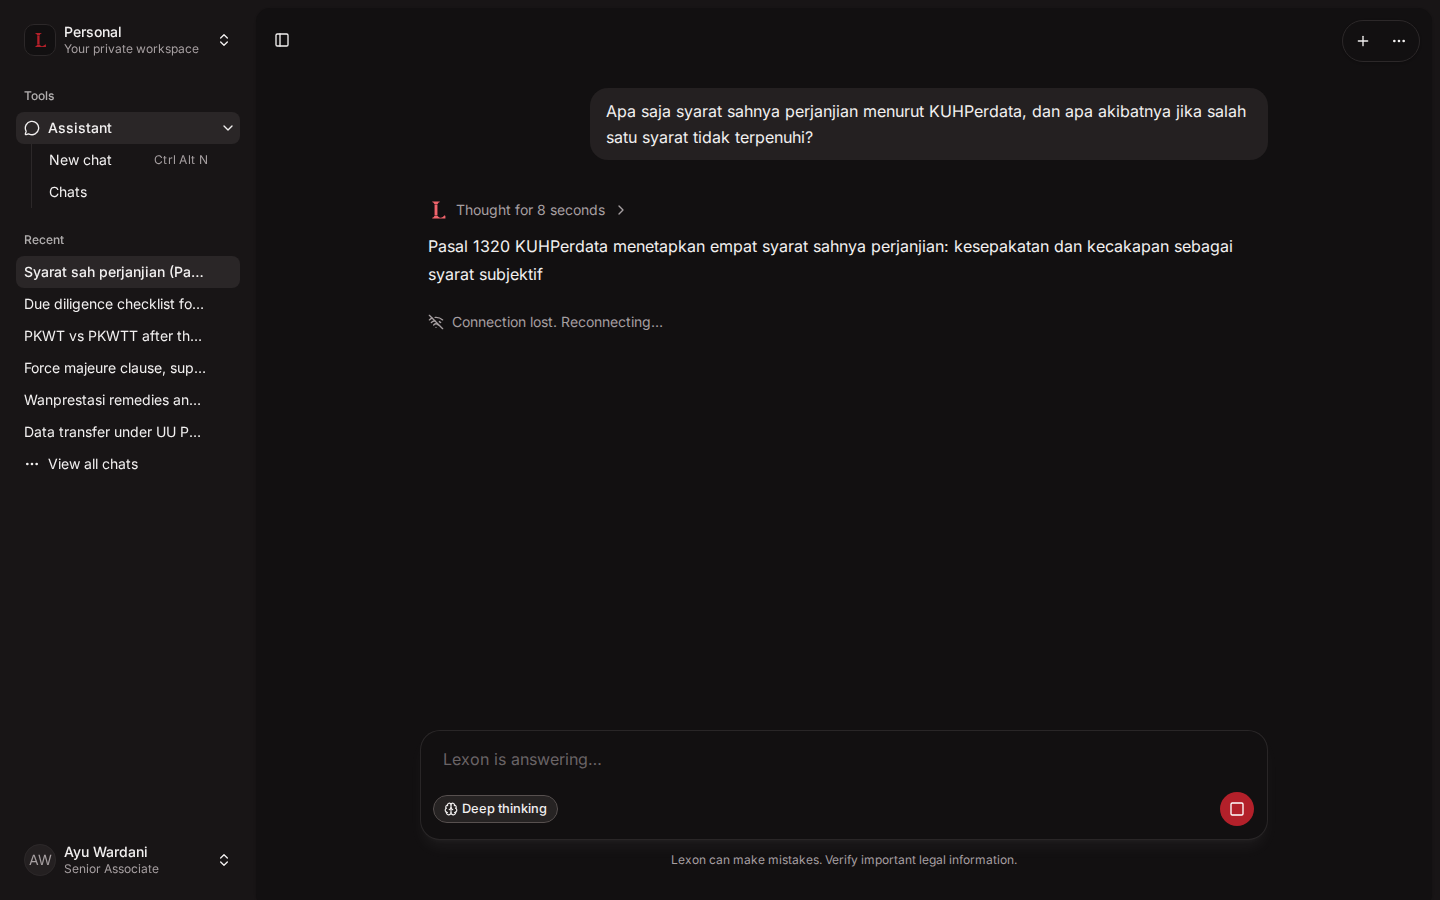 L
Personal
Your private workspace
Tools
Assistant
New chat
Ctrl Alt N
Chats
Recent
Syarat sah perjanjian (Pa...
Due diligence checklist fo...
PKWT vs PKWTT after th...
Force majeure clause, sup...
Wanprestasi remedies an...
Data transfer under UU P...
View all chats
AW
Ayu Wardani
Senior Associate
Apa saja syarat sahnya perjanjian menurut KUHPerdata, dan apa akibatnya jika salah
satu syarat tidak terpenuhi?
L
Thought for 8 seconds
Pasal 1320 KUHPerdata menetapkan empat syarat sahnya perjanjian: kesepakatan dan kecakapan sebagai
syarat subjektif
Connection lost. Reconnecting...
Lexon is answering...
Deep thinking
Lexon can make mistakes. Verify important legal information.